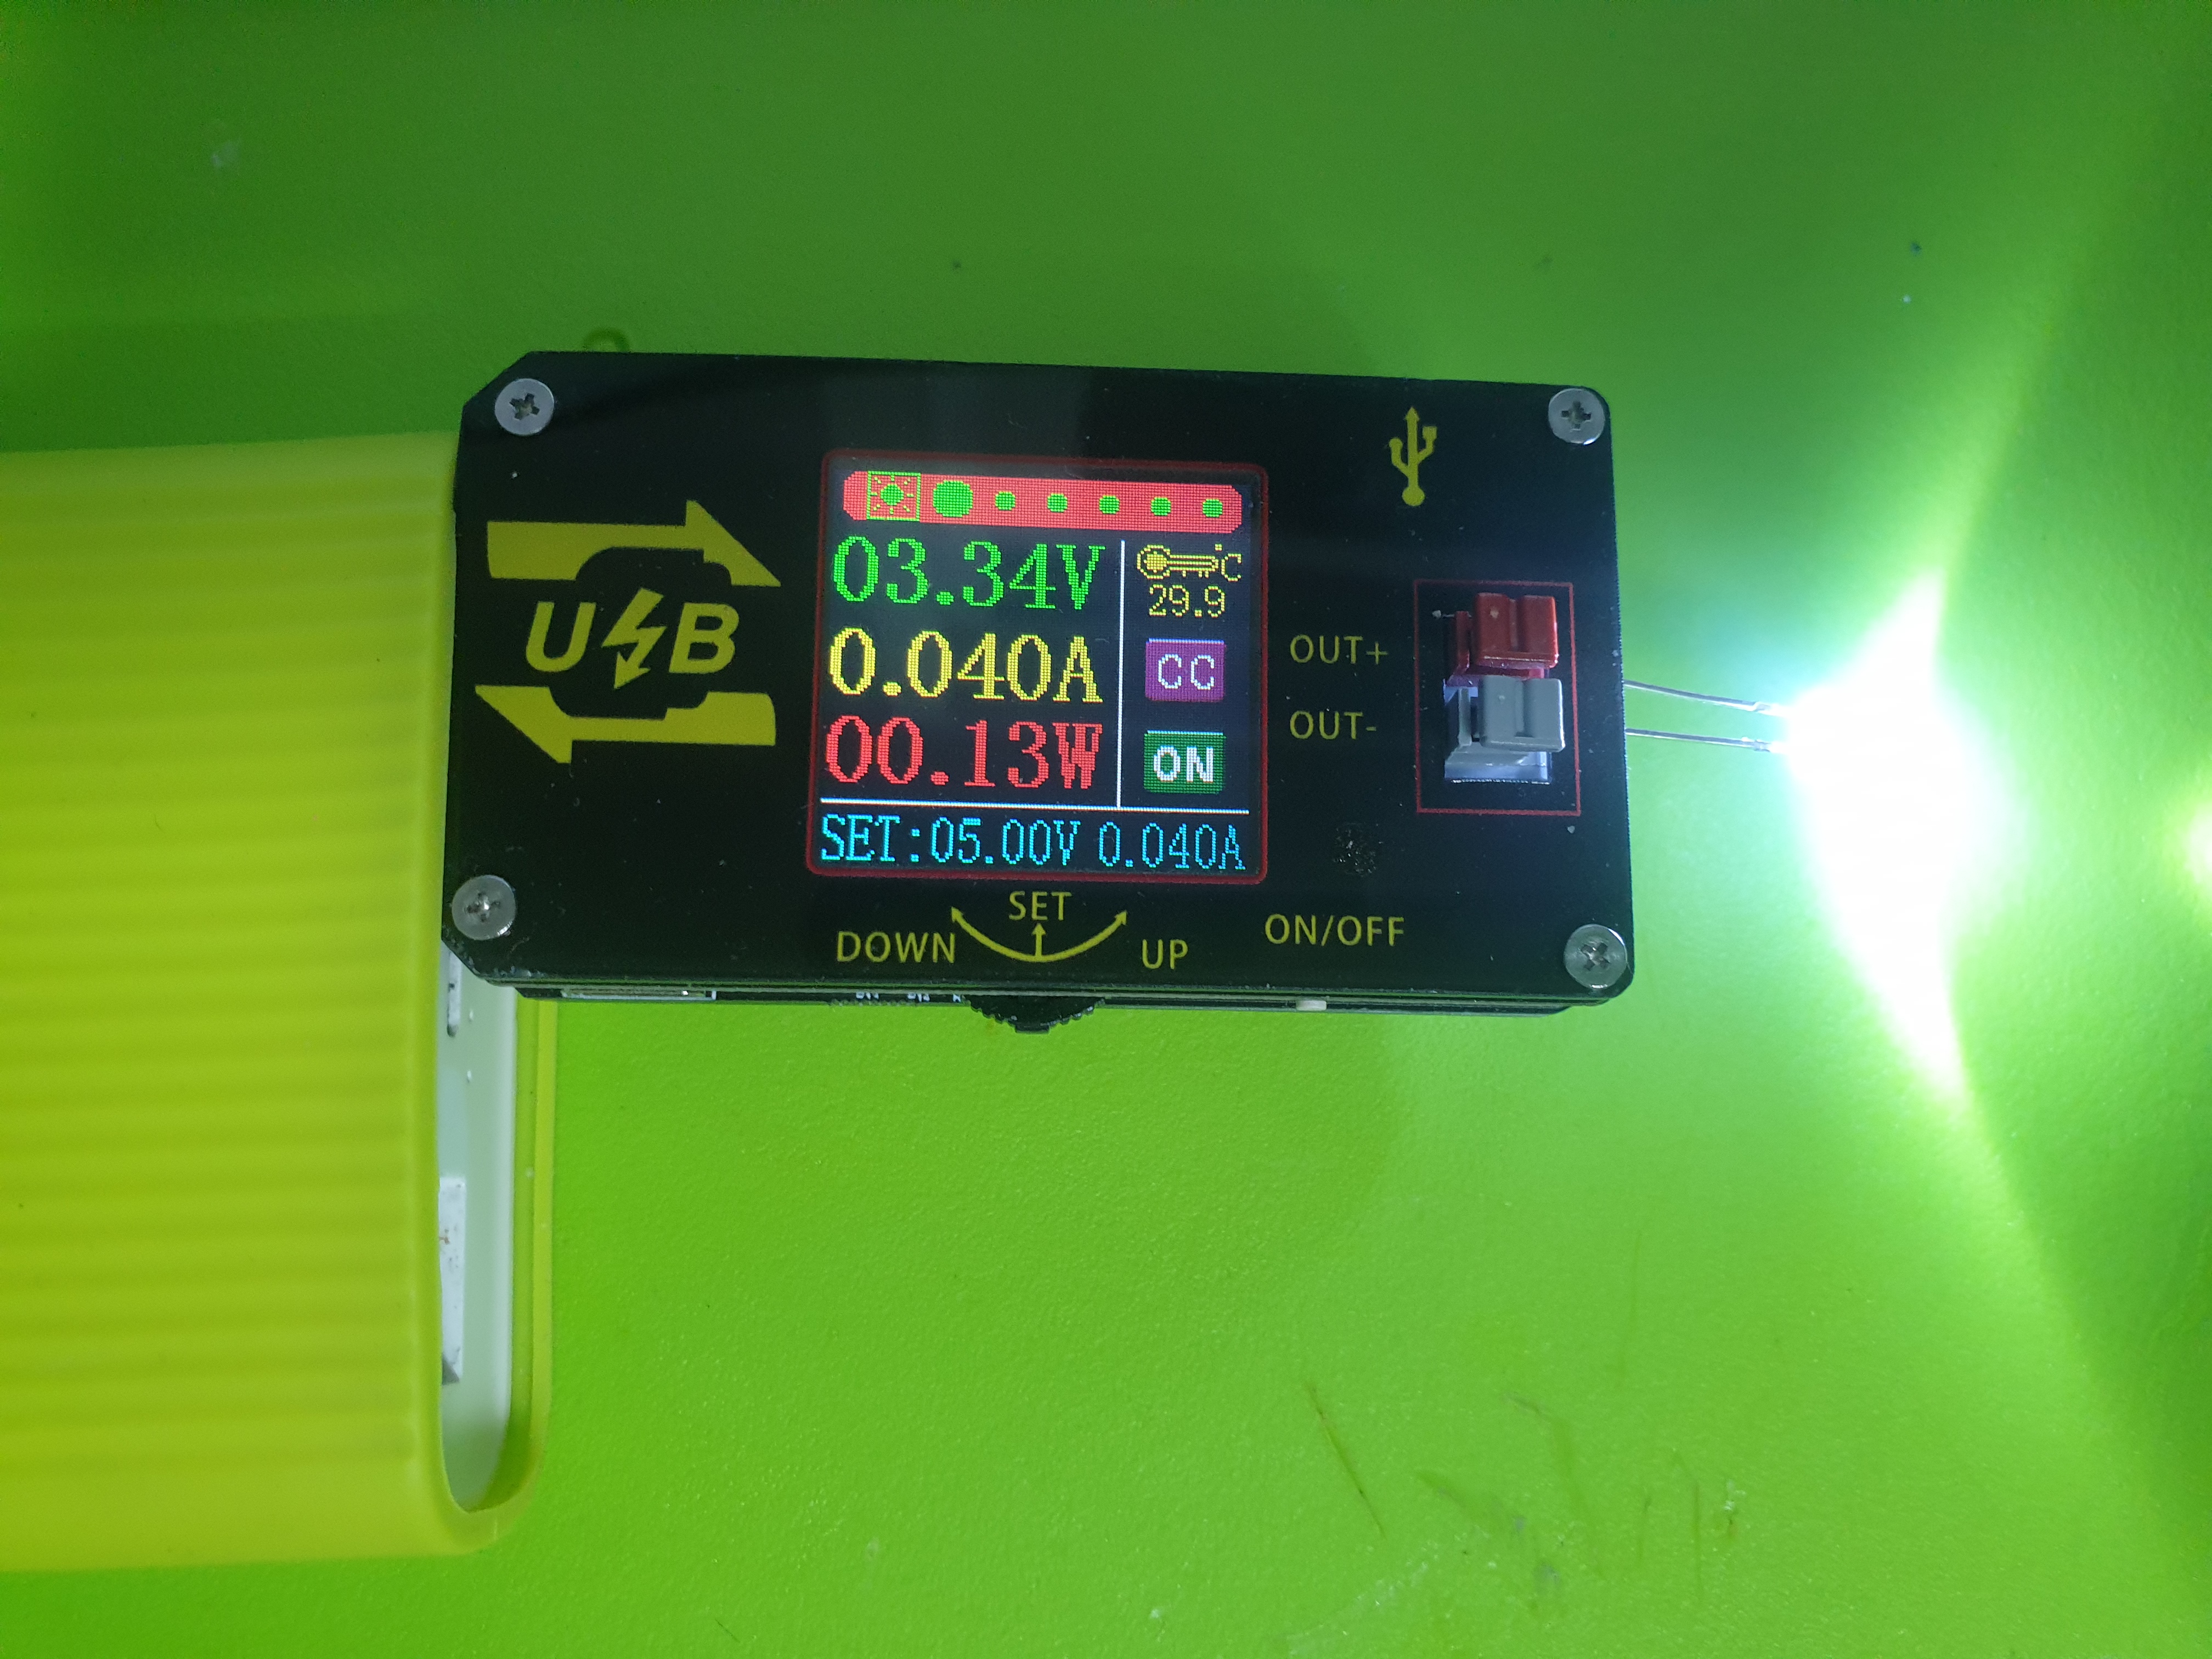 USB
03.34V
°C
29.9
0.040A
CC
00.13W
ON
SET:05.00V 0.040A
OUT+
OUT-
SET
DOWN
UP
ON/OFF